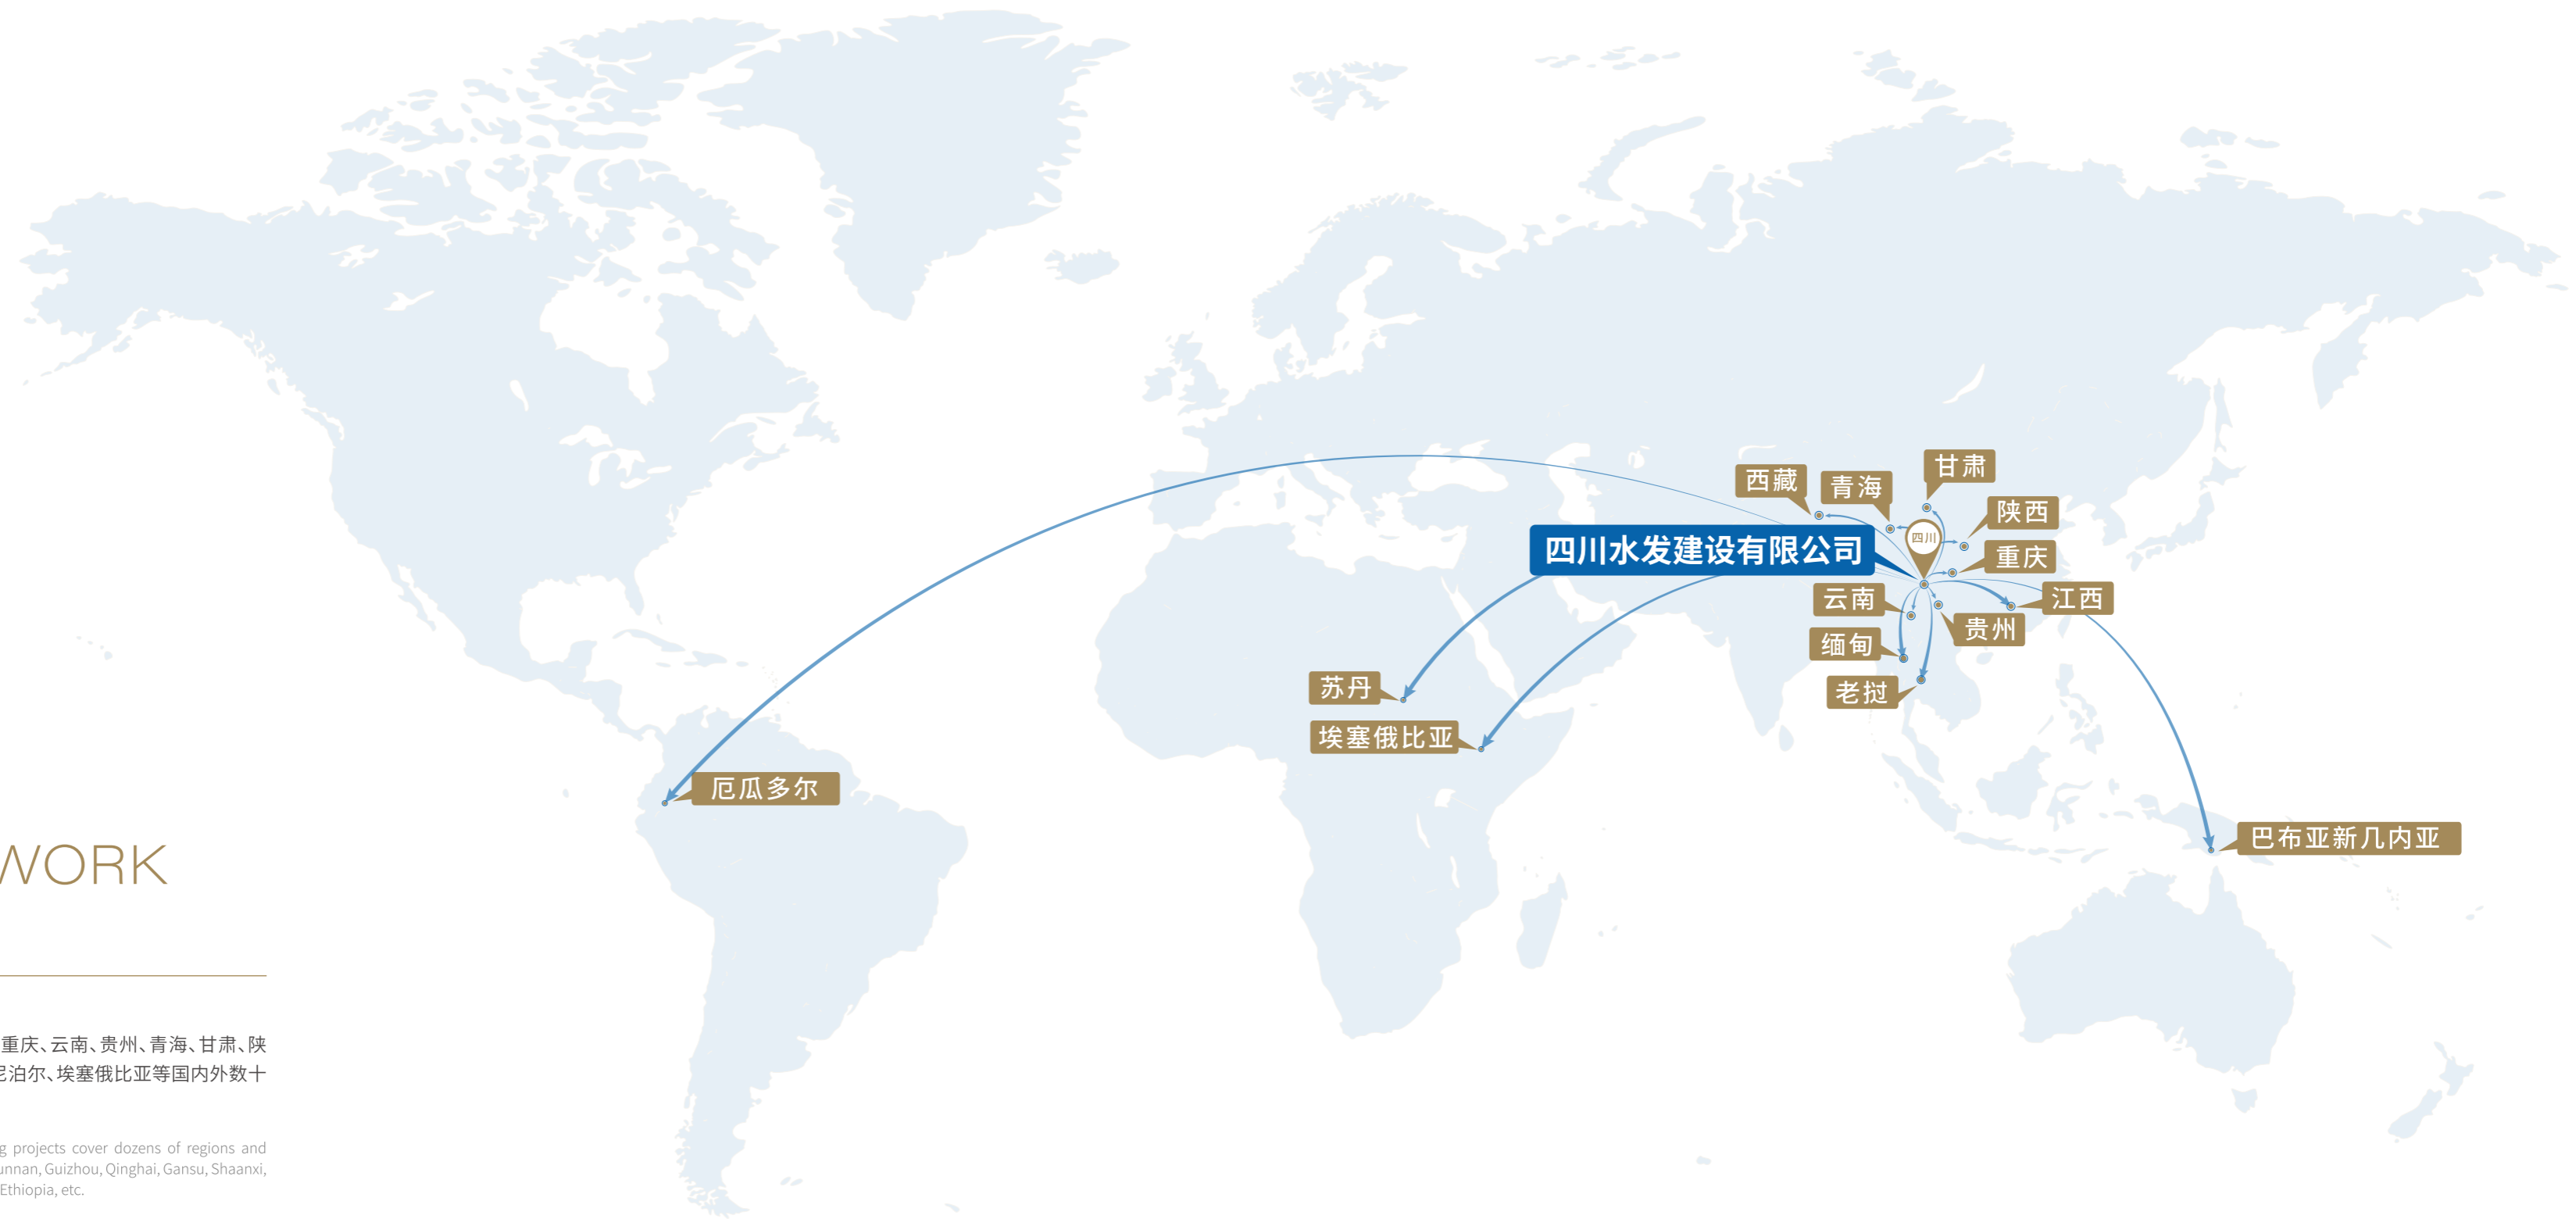 甘肃
西藏
青海
陕西
四川
四川水发建设有限公司
重庆
云南
江西
贵州
缅甸
老挝
苏丹
埃塞俄比亚
厄瓜多尔
巴布亚新几内亚
WORK
重庆、云南、贵州、青海、甘肃、陕
泊尔、埃塞俄比亚等国内外数十
projects cover dozens of regions and
Guizhou, Qinghai, Gansu, Shaanxi,
Ethiopia, etc.